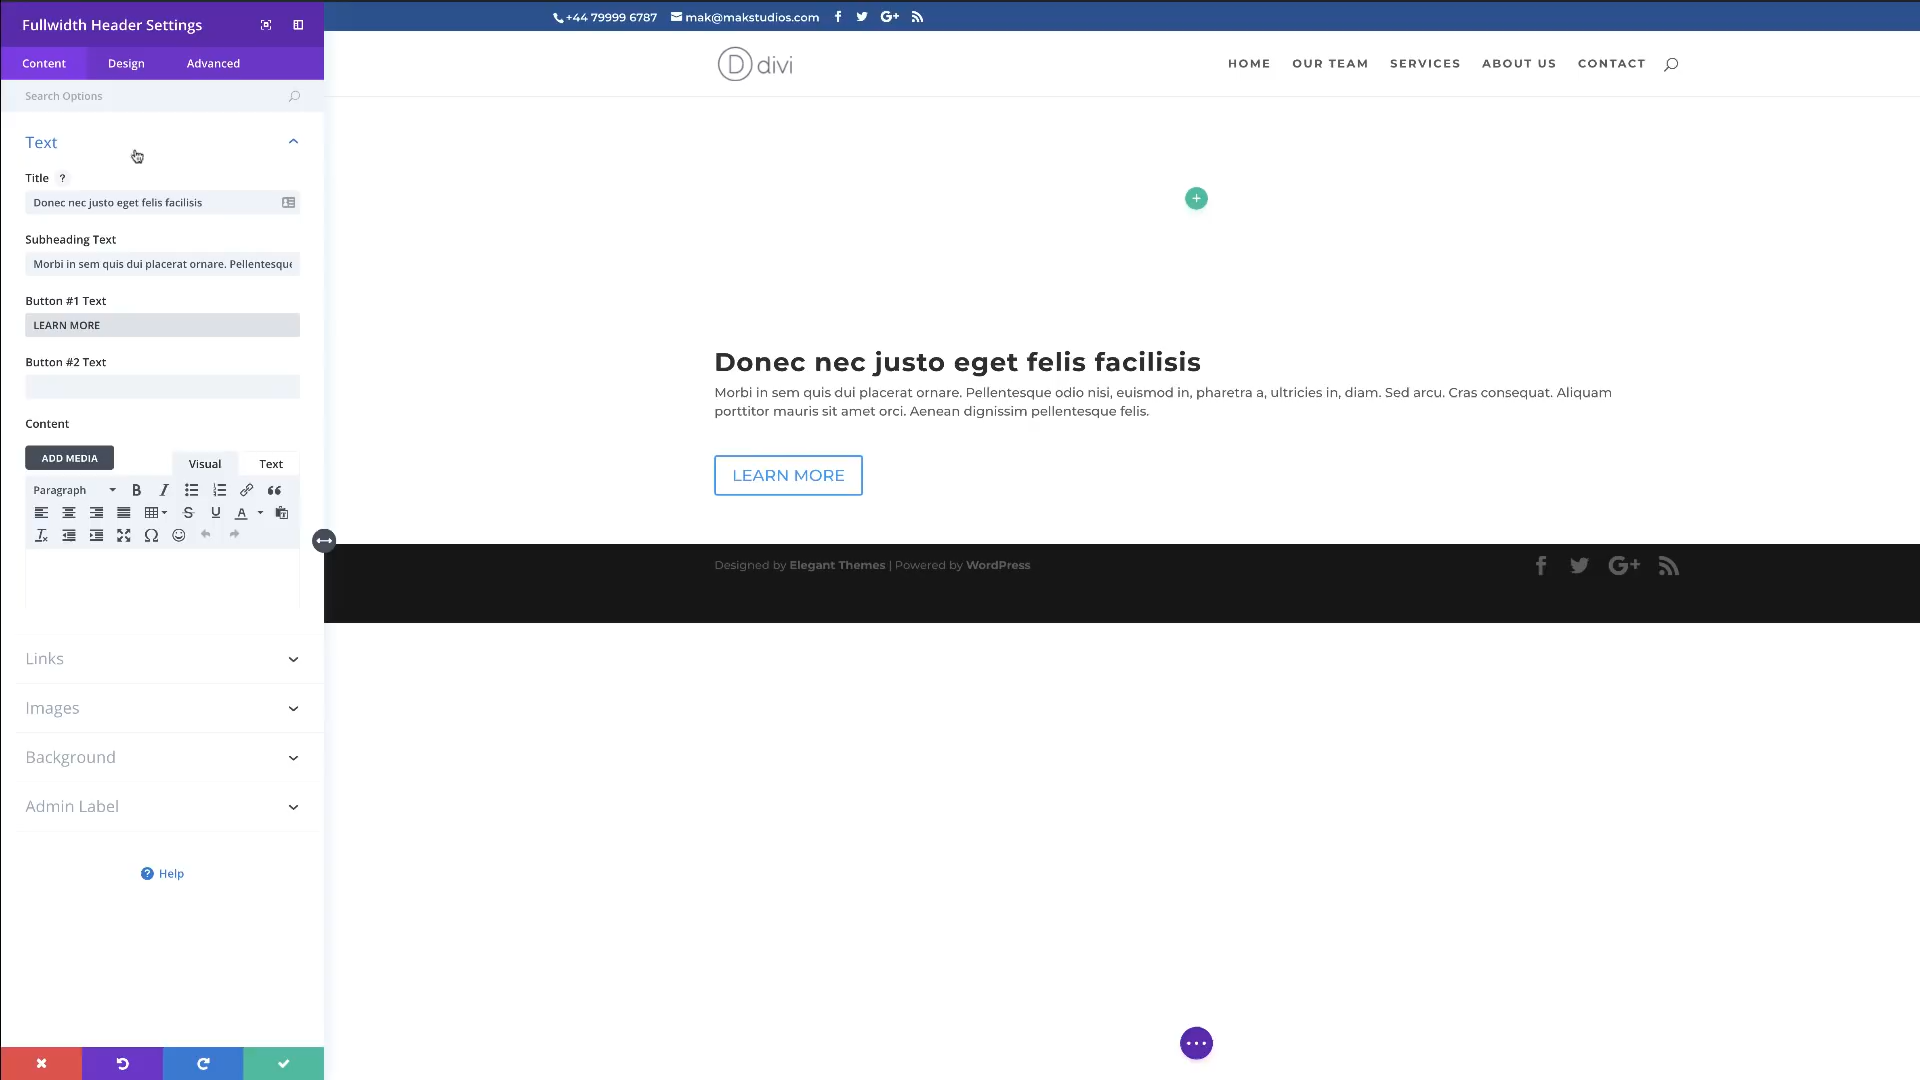 Fullwidth Header Settings
Content Design Advanced
Search Options
Text
Title ?
Donec nec justo eget felis facilisis
Subheading Text
Morbi in sem quis dui placerat ornare. Pellentesque
Button #1 Text
LEARN MORE
Button #2 Text
Content
ADD MEDIA
Visual Text
Paragraph
Links
Images
Background
Admin Label
Help
+44 79999 6787 mak@makstudios.com
divi
HOME OUR TEAM SERVICES ABOUT US CONTACT
Donec nec justo eget felis facilisis
Morbi in sem quis dui placerat ornare. Pellentesque odio nisi, euismod in, pharetra a, ultricies in, diam. Sed arcu. Cras consequat. Aliquam
porttitor mauris sit amet orci. Aenean dignissim pellentesque felis.
LEARN MORE
Designed by Elegant Themes | Powered by WordPress